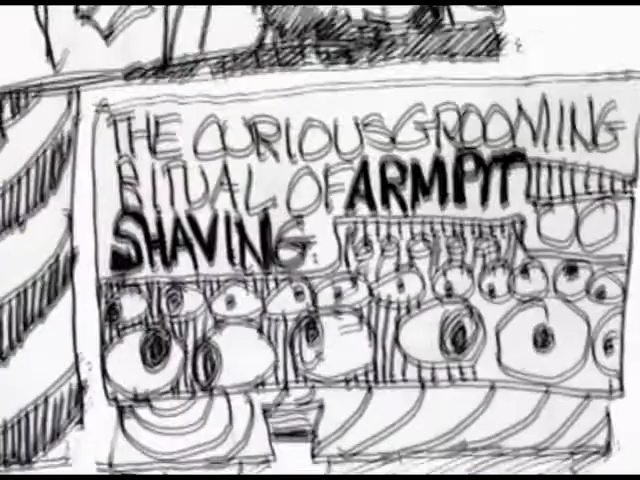 THE CURIOUS GROOMING
RITUAL OF ARMPIT
SHAVING.